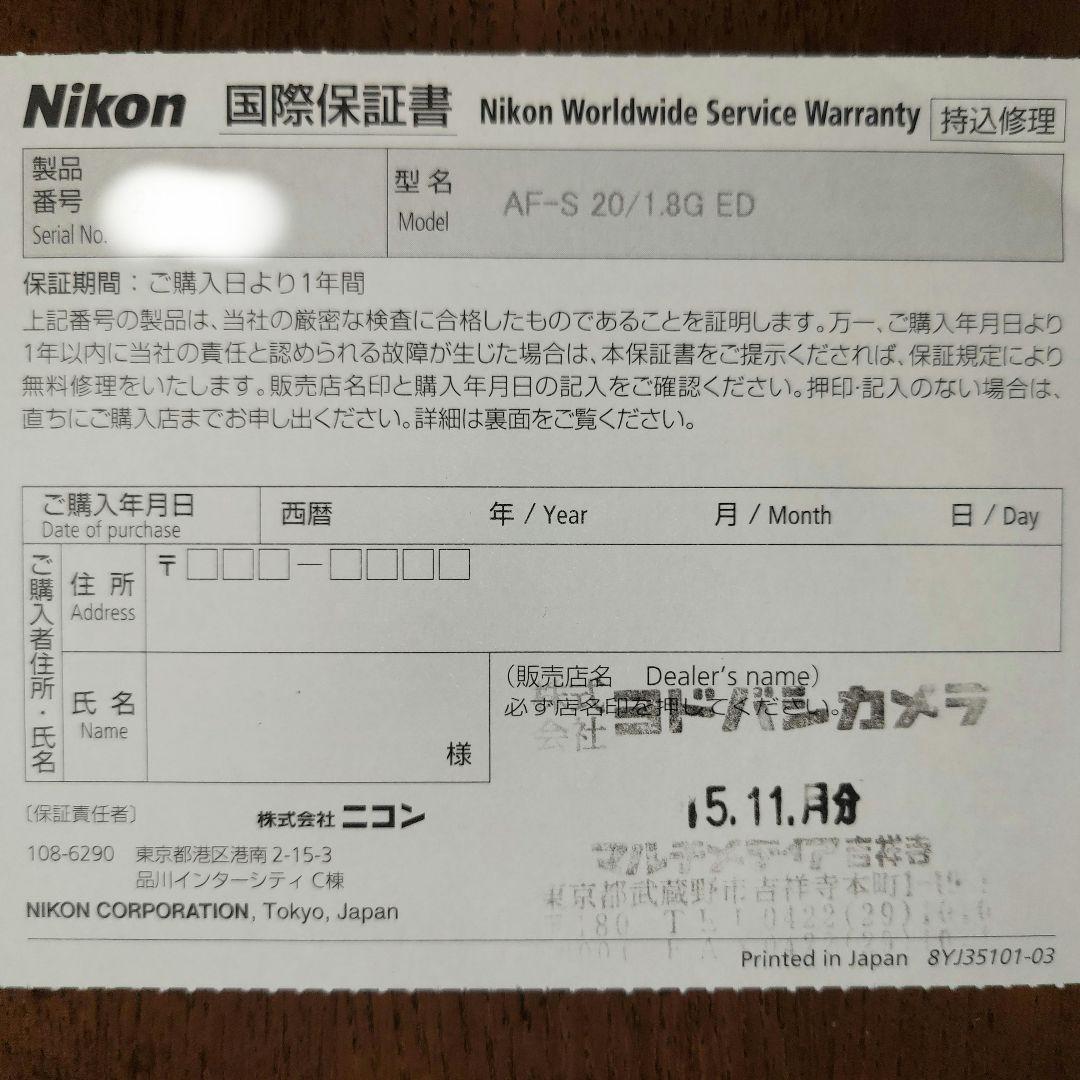 Nikon 国際保証書 Nikon Worldwide Service Warranty 持込修理
製品番号 Serial No.
型名 Model AF-S 20/1.8G ED
保証期間：ご購入日より1年間
上記番号の製品は、当社の厳密な検査に合格したものであることを証明します。万一、ご購入年月日より
1年以内に当社の責任と認められる故障が生じた場合は、本保証書をご提示くだされば、保証規定により
無料修理をいたします。販売店名印と購入年月日の記入をご確認ください。押印・記入のない場合は、
直ちにご購入店までお申し出ください。詳細は裏面をご覧ください。
ご購入年月日 Date of purchase 西暦 年 / Year 月 / Month 日 / Day
ご購入者住所・氏名
住所 Address 〒
氏名 Name 様
（販売店名 Dealer's name）
必ず店名印を押してください。
株式会社 ヨドバシカメラ
15.11.月分
マルチメディア吉祥寺
東京都武蔵野市吉祥寺本町1-19
〔保証責任者〕 株式会社 ニコン
108-6290 東京都港区港南 2-15-3
品川インターシティ C棟
NIKON CORPORATION, Tokyo, Japan
Printed in Japan 8YJ35101-03